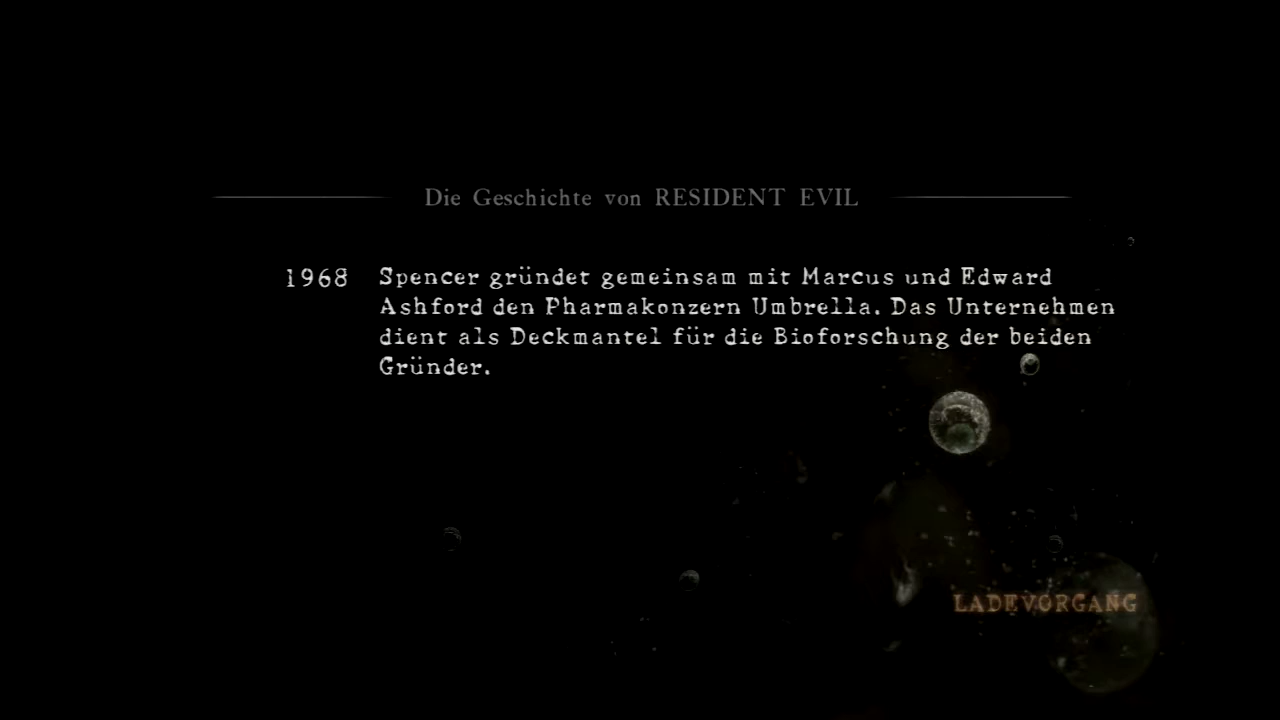 Die Geschichte von RESIDENT EVIL
1968 Spencer gründet gemeinsam mit Marcus und Edward
Ashford den Pharmakonzern Umbrella. Das Unternehmen
dient als Deckmantel für die Bioforschung der beiden
Gründer.
LADEVORGANG